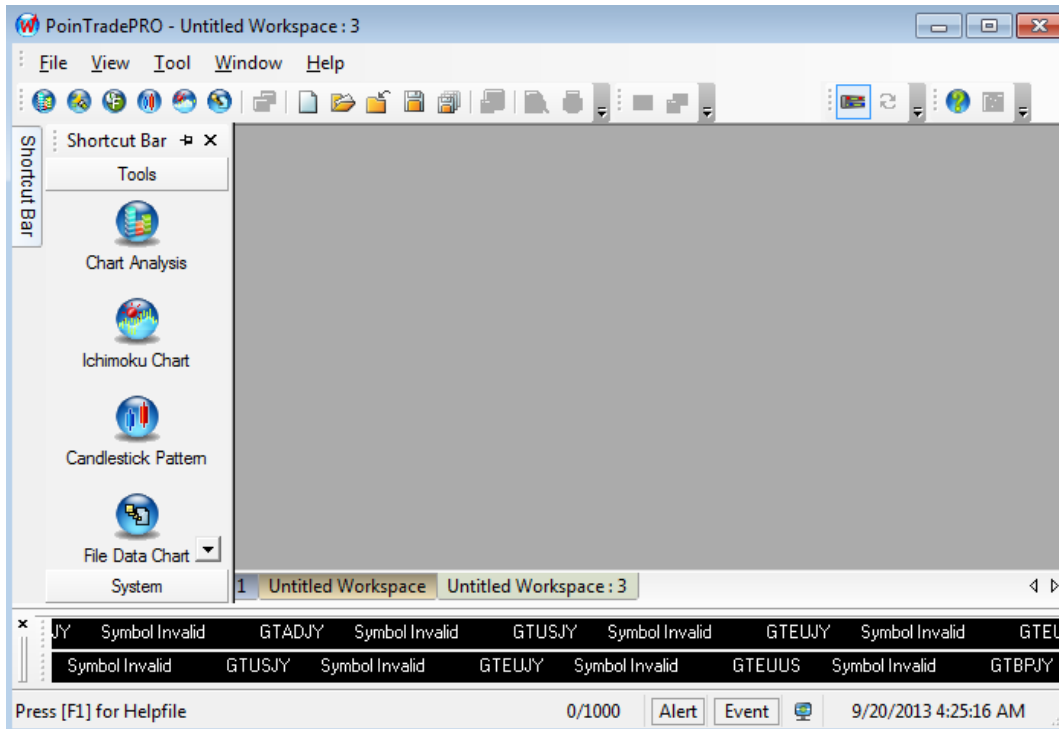 PoinTradePRO - Untitled Workspace : 3
File View Tool Window Help
Shortcut Bar
Shortcut Bar
Tools
Chart Analysis
Ichimoku Chart
Candlestick Pattern
File Data Chart
System
1 Untitled Workspace Untitled Workspace : 3
JY Symbol Invalid GTADJY Symbol Invalid GTUSJY Symbol Invalid GTEUJY Symbol Invalid GTEU
Symbol Invalid GTUSJY Symbol Invalid GTEUJY Symbol Invalid GTEUUS Symbol Invalid GTBPJY
Press [F1] for Helpfile 0/1000 Alert Event 9/20/2013 4:25:16 AM